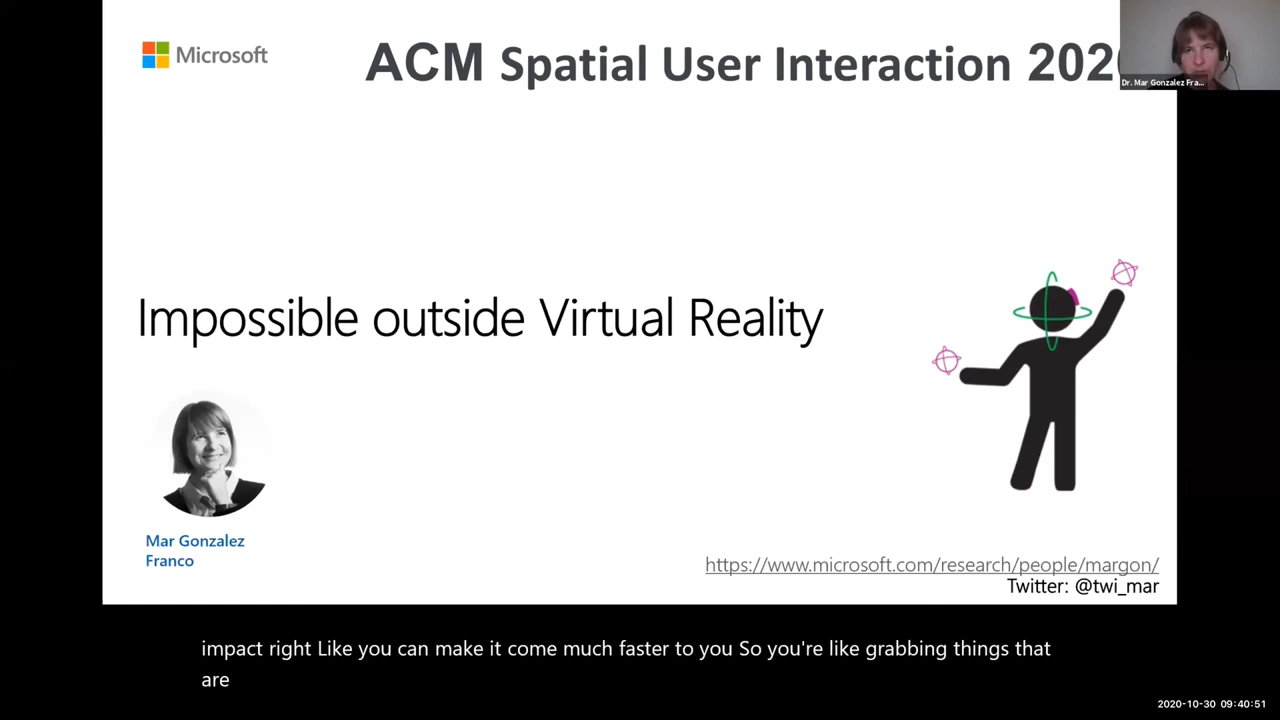 Microsoft
ACM Spatial User Interaction 202
Dr. Mar Gonzalez Fra...
Impossible outside Virtual Reality
Mar Gonzalez
Franco
https://www.microsoft.com/research/people/margon/
Twitter: @twi_mar
impact right Like you can make it come much faster to you So you're like grabbing things that
are
2020-10-30 09:40:51